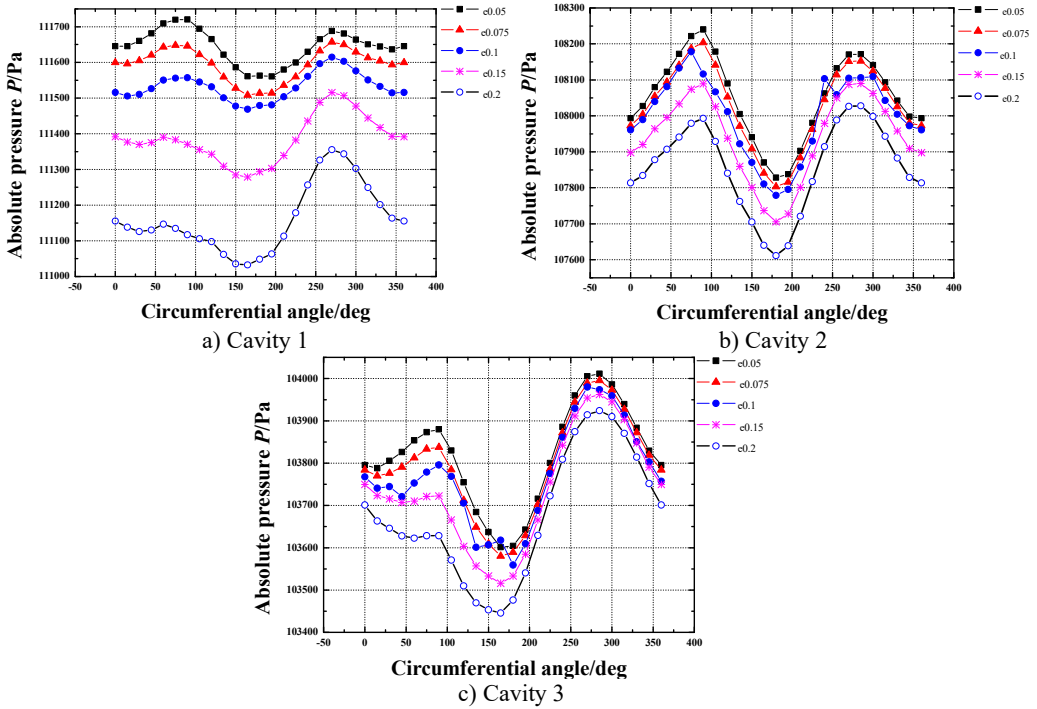 111700
111600
111500
111400
111300
111200
111100
111000
-50 0 50 100 150 200 250 300 350 400
Absolute pressure P/Pa
Circumferential angle/deg
e0.05
e0.075
e0.1
e0.15
e0.2
a) Cavity 1
108300
108200
108100
108000
107900
107800
107700
107600
-50 0 50 100 150 200 250 300 350 400
Absolute pressure P/Pa
Circumferential angle/deg
e0.05
e0.075
e0.1
e0.15
e0.2
b) Cavity 2
104000
103900
103800
103700
103600
103500
103400
-50 0 50 100 150 200 250 300 350 400
Absolute pressure P/Pa
Circumferential angle/deg
e0.05
e0.075
e0.1
e0.15
e0.2
c) Cavity 3